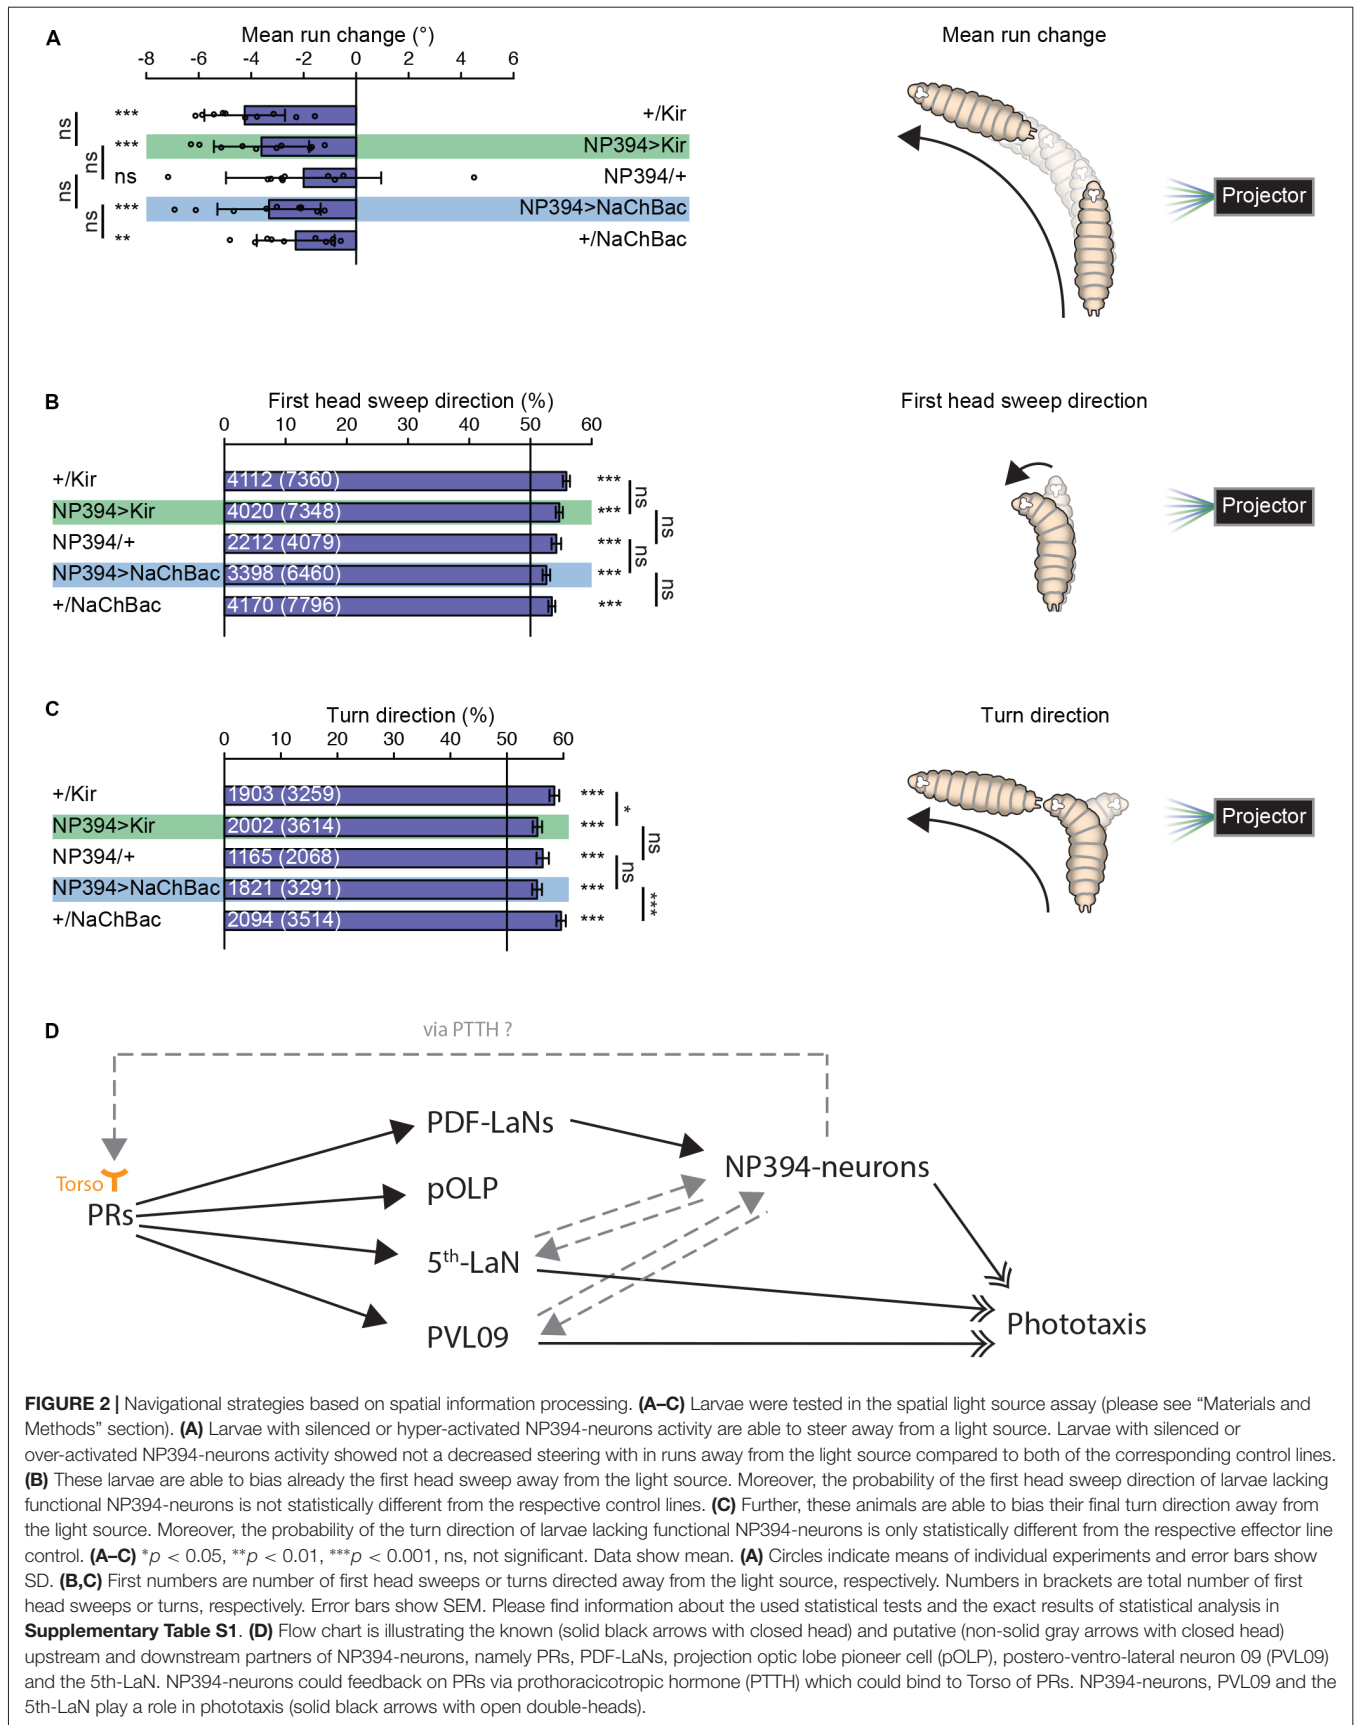 A
Mean run change (°)
-8 -6 -4 -2 0 2 4 6
*** +/Kir
ns
*** NP394>Kir
ns
ns NP394/+
ns
*** NP394>NaChBac
ns
** +/NaChBac
Mean run change
Projector
B
First head sweep direction (%)
0 10 20 30 40 50 60
+/Kir 4112 (7360) ***
ns
NP394>Kir 4020 (7348) ***
ns
NP394/+ 2212 (4079) ***
ns
NP394>NaChBac 3398 (6460) ***
ns
+/NaChBac 4170 (7796) ***
First head sweep direction
Projector
C
Turn direction (%)
0 10 20 30 40 50 60
+/Kir 1903 (3259) ***
*
NP394>Kir 2002 (3614) ***
ns
NP394/+ 1165 (2068) ***
ns
NP394>NaChBac 1821 (3291) ***
***
+/NaChBac 2094 (3514) ***
Turn direction
Projector
D
via PTTH ?
PDF-LaNs
NP394-neurons
Torso
pOLP
PRs
5th-LaN
PVL09
Phototaxis
FIGURE 2 | Navigational strategies based on spatial information processing. (A–C) Larvae were tested in the spatial light source assay (please see “Materials and
Methods” section). (A) Larvae with silenced or hyper-activated NP394-neurons activity are able to steer away from a light source. Larvae with silenced or
over-activated NP394-neurons activity showed not a decreased steering with in runs away from the light source compared to both of the corresponding control lines.
(B) These larvae are able to bias already the first head sweep away from the light source. Moreover, the probability of the first head sweep direction of larvae lacking
functional NP394-neurons is not statistically different from the respective control lines. (C) Further, these animals are able to bias their final turn direction away from
the light source. Moreover, the probability of the turn direction of larvae lacking functional NP394-neurons is only statistically different from the respective effector line
control. (A–C) *p < 0.05, **p < 0.01, ***p < 0.001, ns, not significant. Data show mean. (A) Circles indicate means of individual experiments and error bars show
SD. (B,C) First numbers are number of first head sweeps or turns directed away from the light source, respectively. Numbers in brackets are total number of first
head sweeps or turns, respectively. Error bars show SEM. Please find information about the used statistical tests and the exact results of statistical analysis in
Supplementary Table S1. (D) Flow chart is illustrating the known (solid black arrows with closed head) and putative (non-solid gray arrows with closed head)
upstream and downstream partners of NP394-neurons, namely PRs, PDF-LaNs, projection optic lobe pioneer cell (pOLP), postero-ventro-lateral neuron 09 (PVL09)
and the 5th-LaN. NP394-neurons could feedback on PRs via prothoracicotropic hormone (PTTH) which could bind to Torso of PRs. NP394-neurons, PVL09 and the
5th-LaN play a role in phototaxis (solid black arrows with open double-heads).